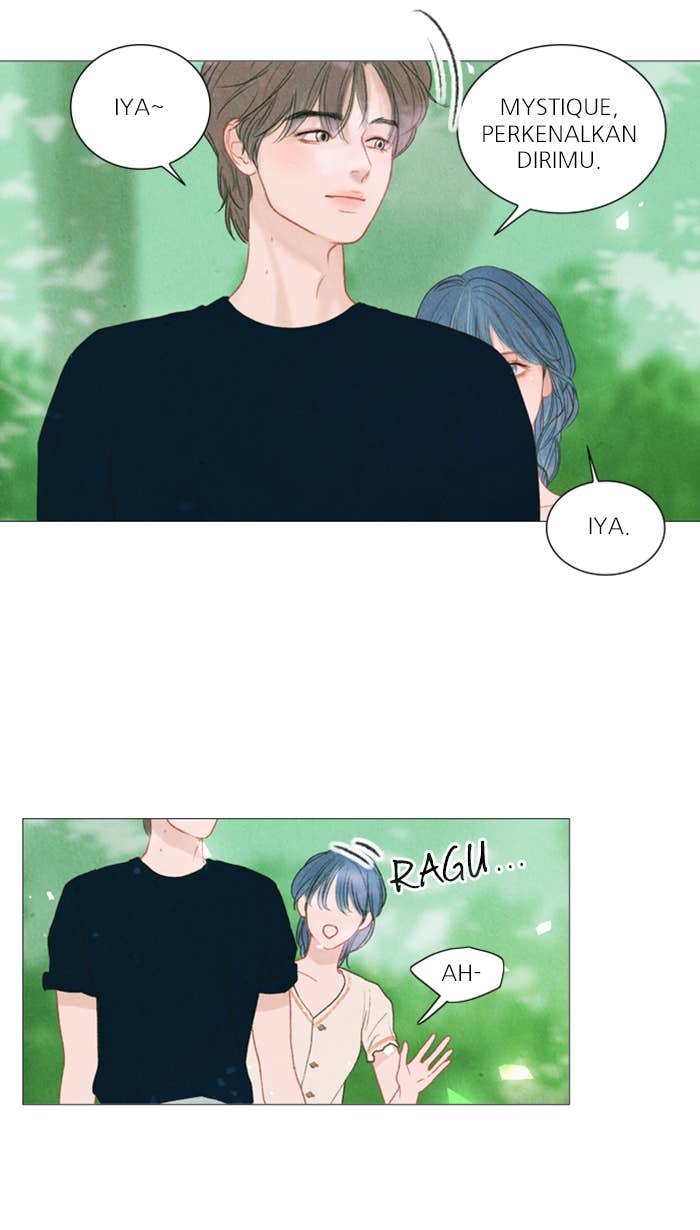 IYA~
MYSTIQUE,
PERKENALKAN
DIRIMU.
IYA.
RAGU...
AH-